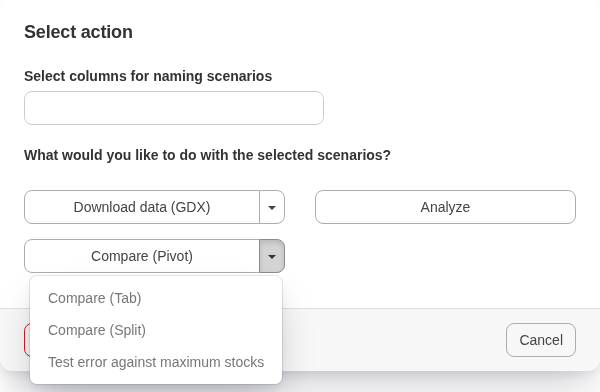 Select action
Select columns for naming scenarios
What would you like to do with the selected scenarios?
Download data (GDX)
Analyze
Compare (Pivot)
Compare (Tab)
Compare (Split)
Test error against maximum stocks
Cancel